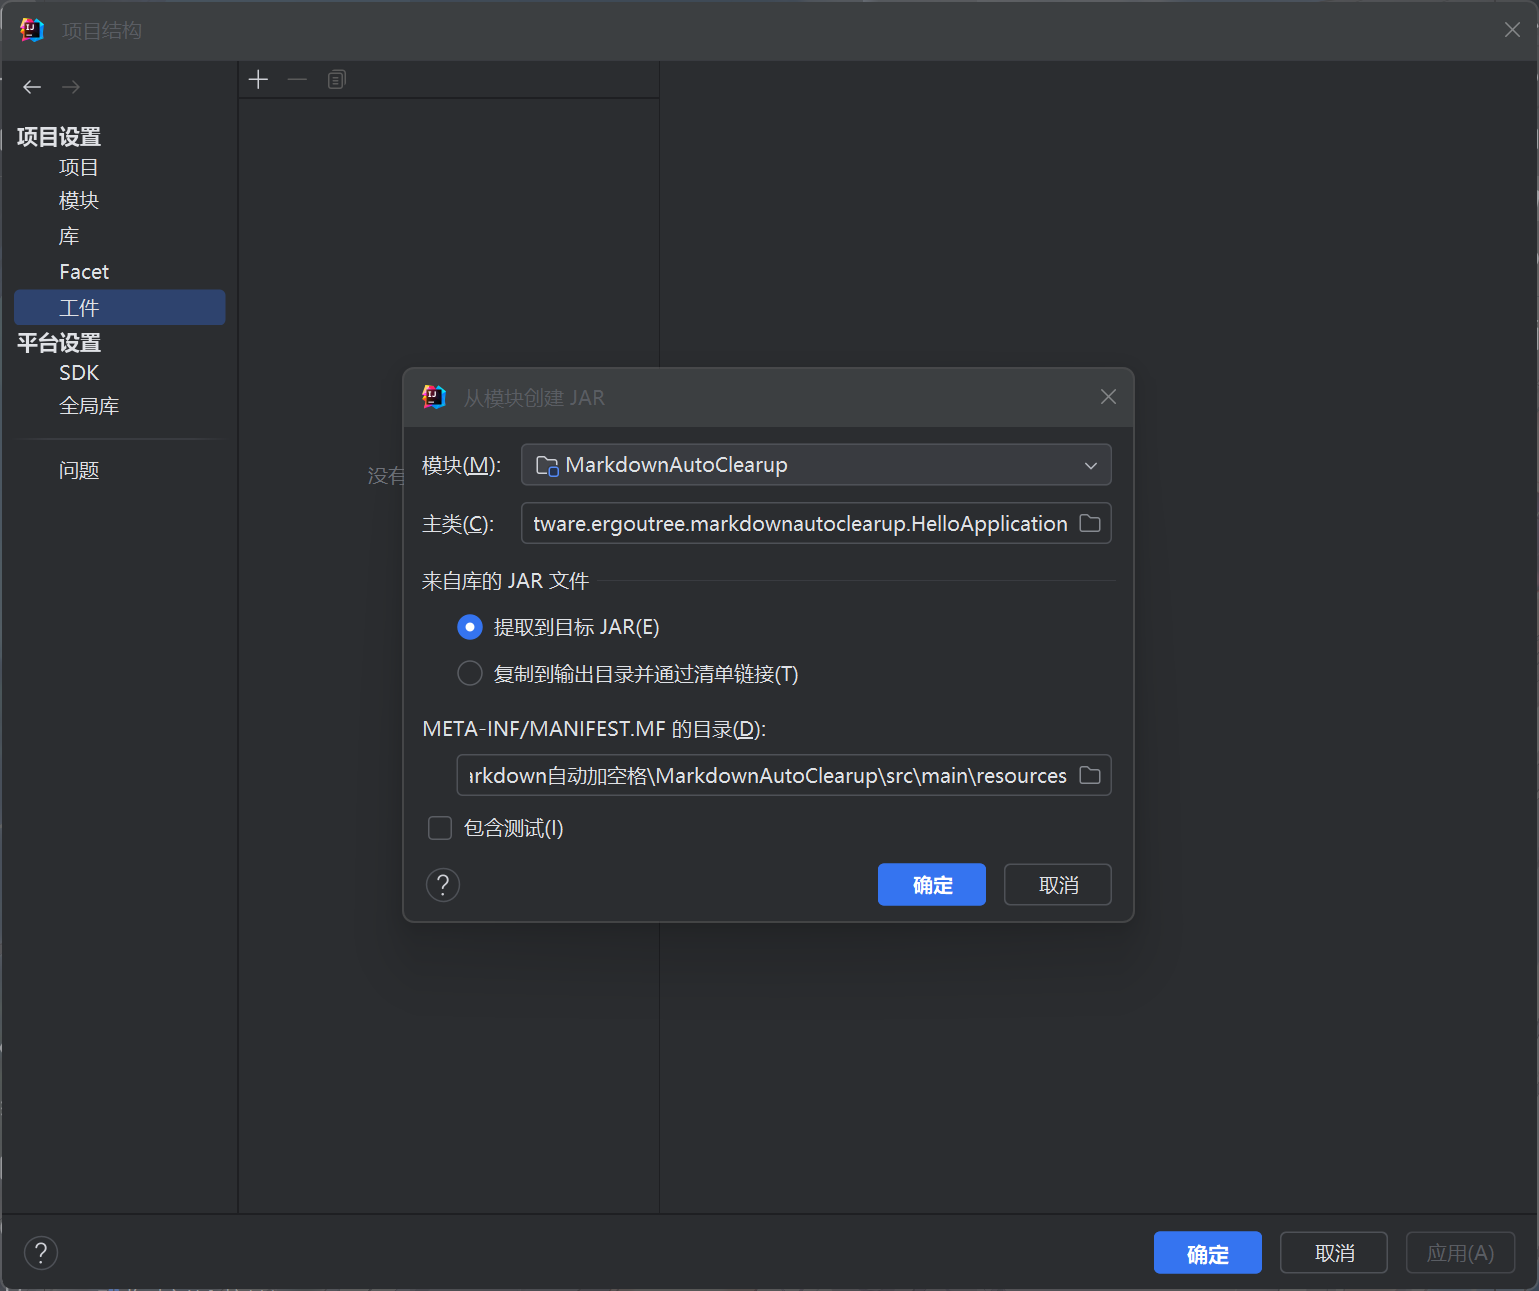 项目结构
项目设置
项目
模块
库
Facet
工件
平台设置
SDK
全局库
问题
没有
从模块创建 JAR
模块(M):
MarkdownAutoClearup
主类(C):
tware.ergoutree.markdownautoclearup.HelloApplication
来自库的 JAR 文件
提取到目标 JAR(E)
复制到输出目录并通过清单链接(T)
META-INF/MANIFEST.MF 的目录(D):
arkdown自动加空格\MarkdownAutoClearup\src\main\resources
包含测试(I)
?
确定
取消
?
确定
取消
应用(A)